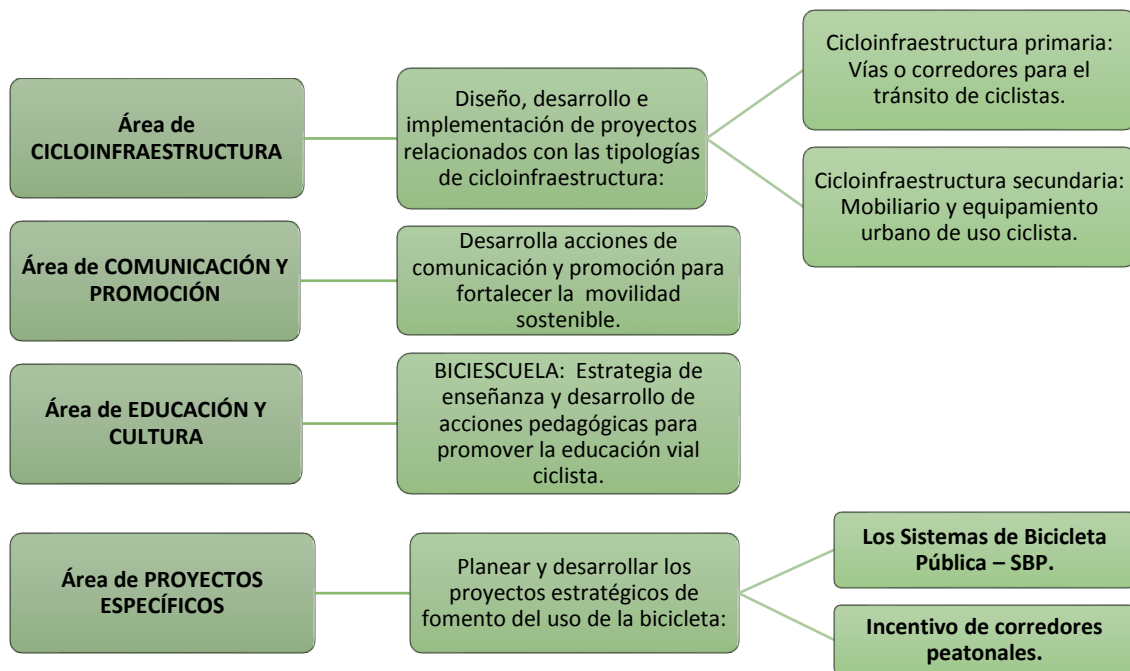 Área de
CICLOINFRAESTRUCTURA
Diseño, desarrollo e
implementación de proyectos
relacionados con las tipologías
de cicloinfraestructura:
Cicloinfraestructura primaria:
Vías o corredores para el
tránsito de ciclistas.
Cicloinfraestructura secundaria:
Mobiliario y equipamiento
urbano de uso ciclista.
Área de COMUNICACIÓN Y
PROMOCIÓN
Desarrolla acciones de
comunicación y promoción para
fortalecer la movilidad
sostenible.
Área de EDUCACIÓN Y
CULTURA
BICIESCUELA: Estrategia de
enseñanza y desarrollo de
acciones pedagógicas para
promover la educación vial
ciclista.
Área de PROYECTOS
ESPECÍFICOS
Planear y desarrollar los
proyectos estratégicos de
fomento del uso de la bicicleta:
Los Sistemas de Bicicleta
Pública – SBP.
Incentivo de corredores
peatonales.